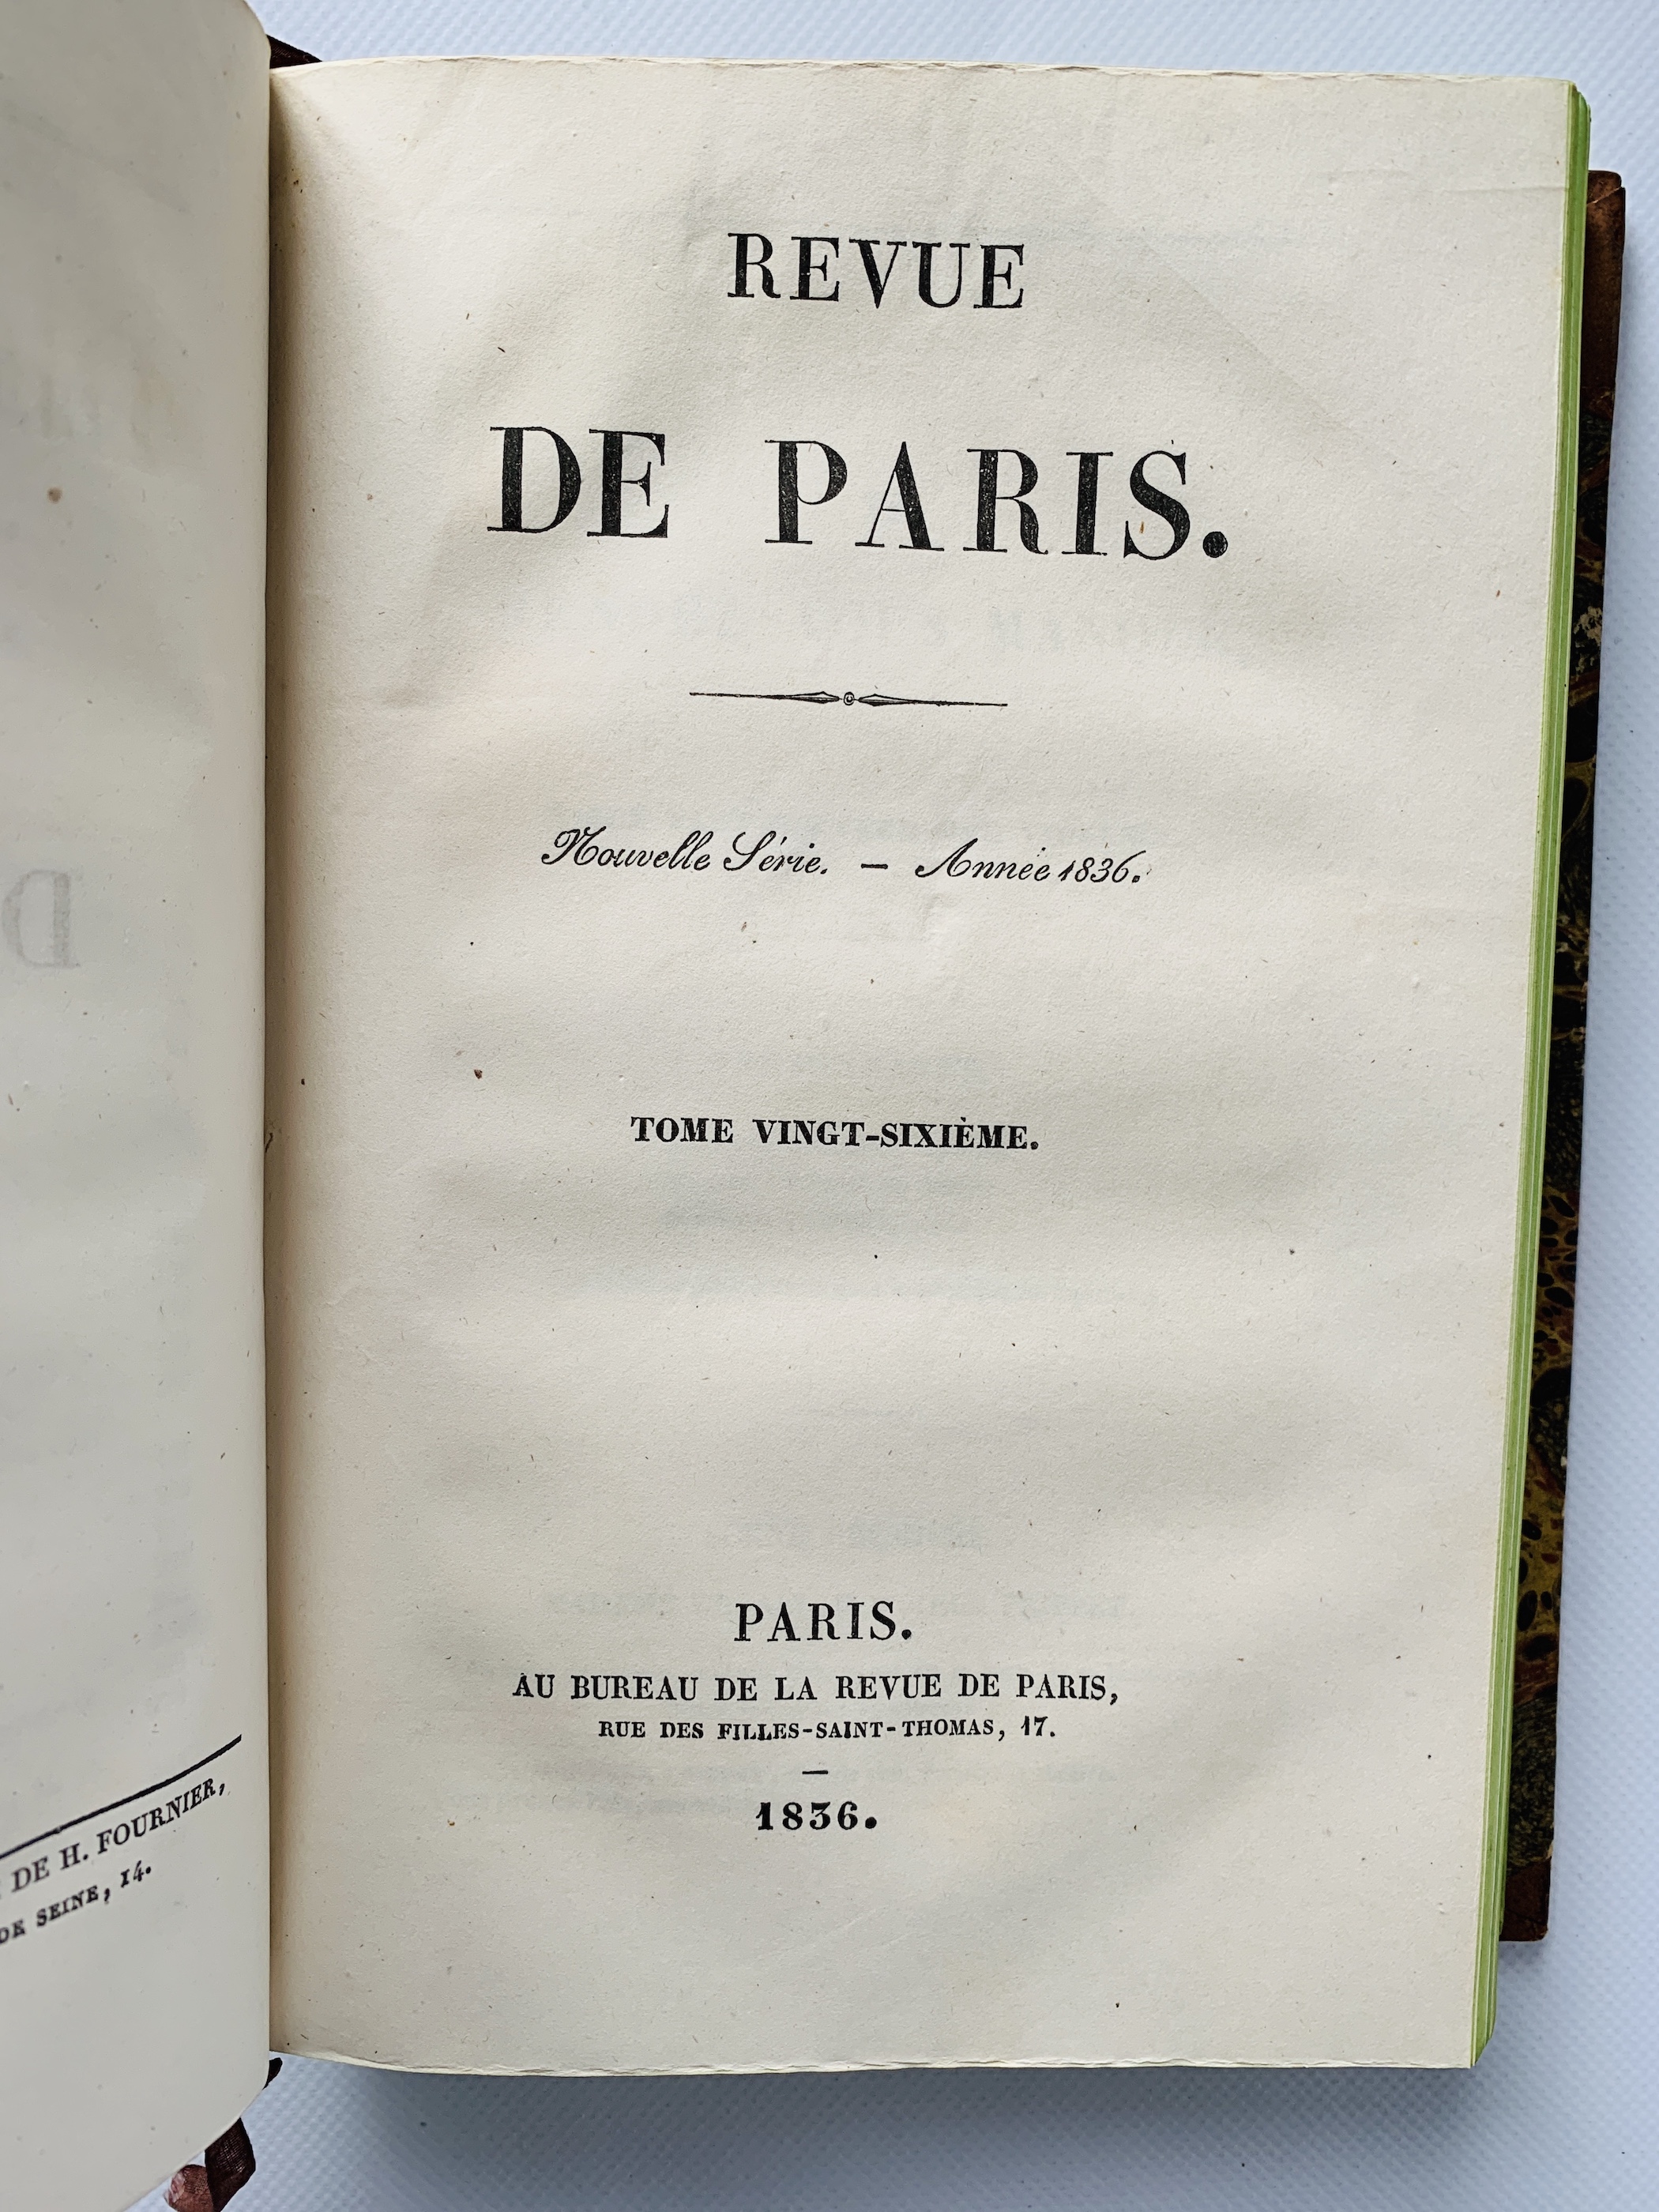 DE H. FOURNIER,
DE SEINE, 14.
REVUE
DE PARIS.
Nouvelle Série. — Année 1836.
TOME VINGT-SIXIÈME.
PARIS.
AU BUREAU DE LA REVUE DE PARIS,
RUE DES FILLES-SAINT-THOMAS, 17.
1836.